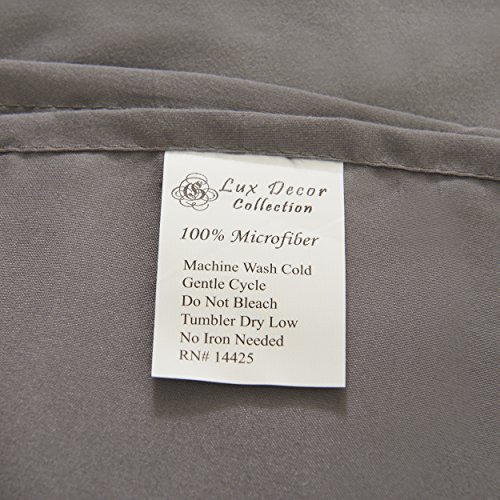 Lux Decor
Collection
100% Microfiber
Machine Wash Cold
Gentle Cycle
Do Not Bleach
Tumbler Dry Low
No Iron Needed
RN# 14425